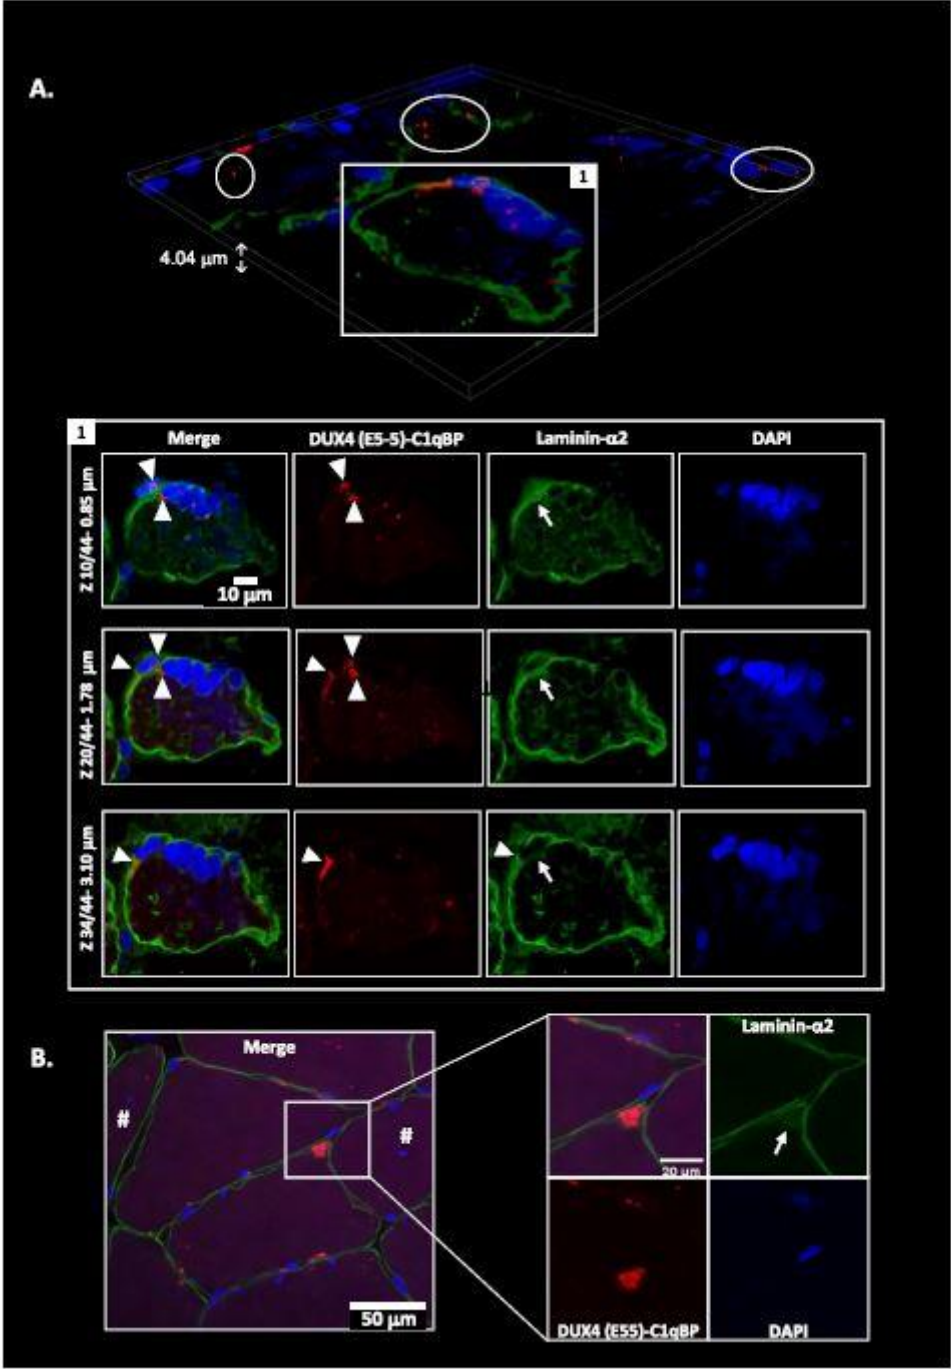 A.
1
4.04 μm
1
Merge
DUX4 (E5-5)-C1qBP
Laminin-α2
DAPI
Z 10/44- 0.85 μm
10 μm
Z 20/44- 1.78 μm
Z 34/44- 3.10 μm
B.
Merge
Laminin-α2
#
#
20 μm
50 μm
DUX4 (E55)-C1qBP
DAPI